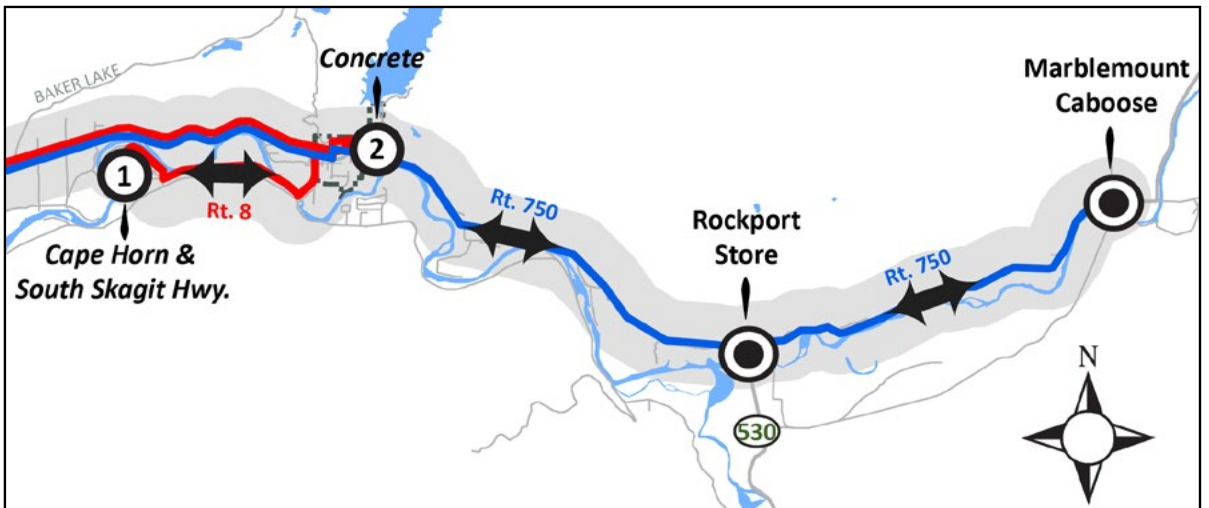 Concrete
BAKER LAKE
2
1
Rt. 8
Cape Horn &
South Skagit Hwy.
Rt. 750
Rockport
Store
Rt. 750
Marblemount
Caboose
530
N